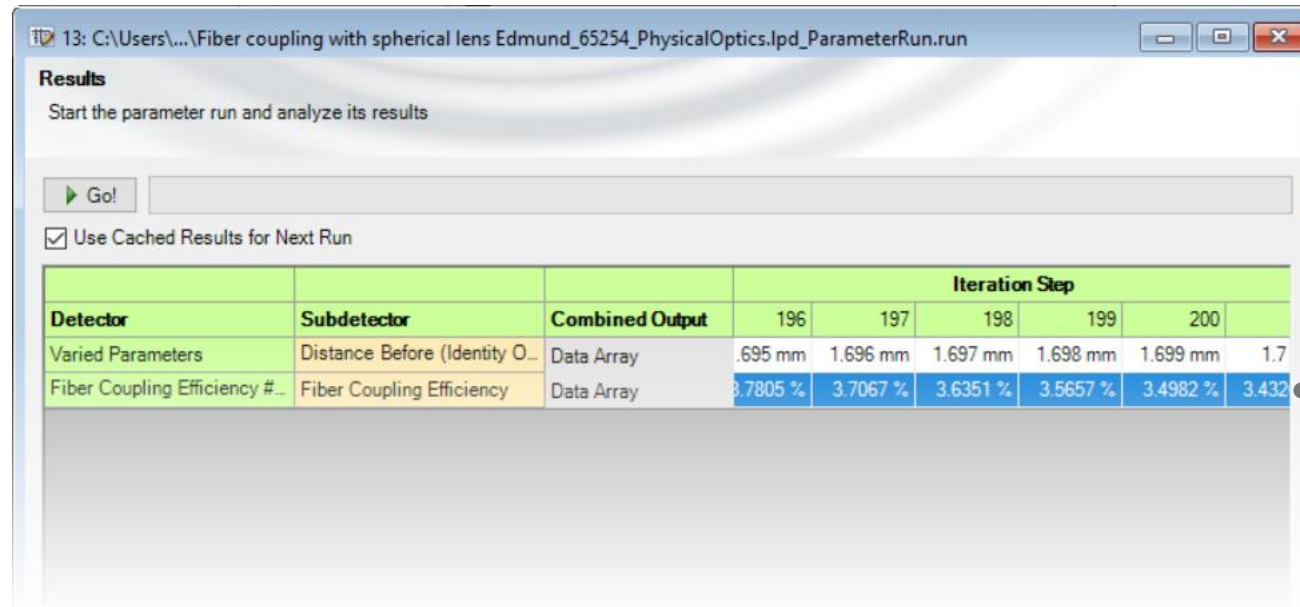 13: C:\Users\...\Fiber coupling with spherical lens Edmund_65254_PhysicalOptics.lpd_ParameterRun.run
Results
Start the parameter run and analyze its results
Go!
Use Cached Results for Next Run
Iteration Step
Detector Subdetector Combined Output 196 197 198 199 200
Varied Parameters Distance Before (Identity O... Data Array .695 mm 1.696 mm 1.697 mm 1.698 mm 1.699 mm 1.7
Fiber Coupling Efficiency #... Fiber Coupling Efficiency Data Array 3.7805 % 3.7067 % 3.6351 % 3.5657 % 3.4982 % 3.432